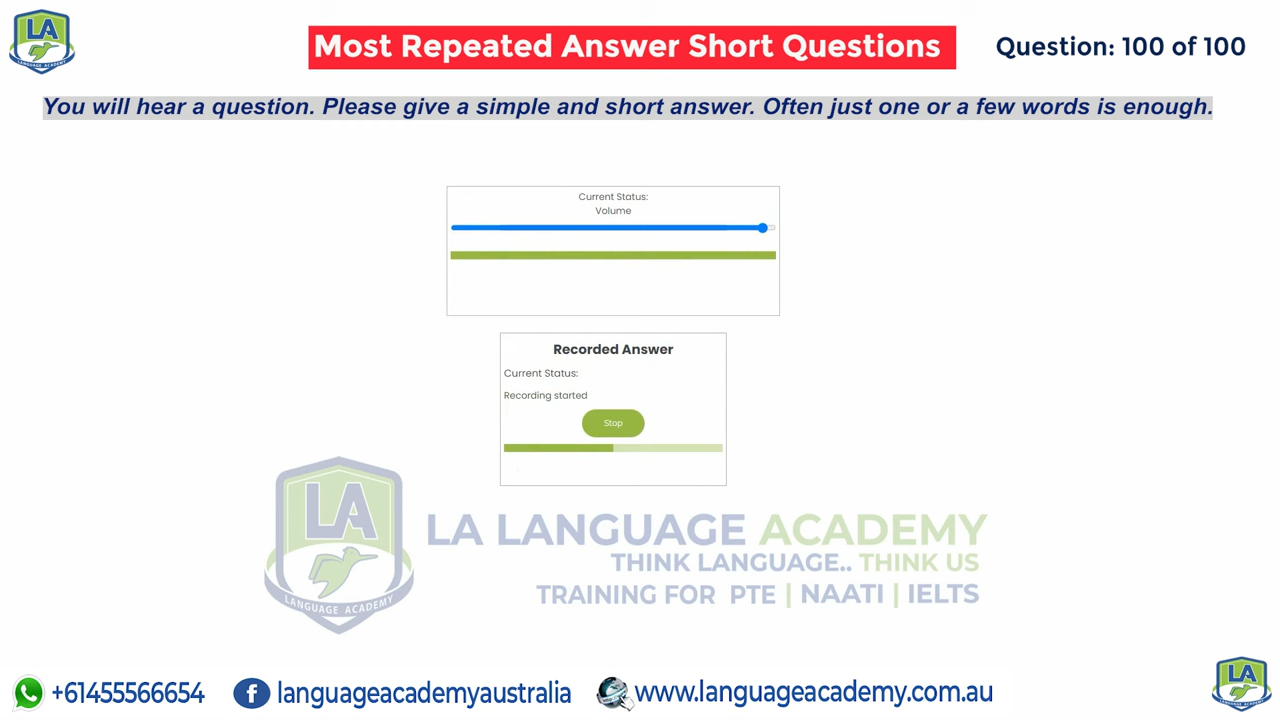 LA
LANGUAGE ACADEMY
Most Repeated Answer Short Questions
Question: 100 of 100
You will hear a question. Please give a simple and short answer. Often just one or a few words is enough.
Current Status:
Volume
Recorded Answer
Current Status:
Recording started
Stop
LA
LANGUAGE ACADEMY
LA LANGUAGE ACADEMY
THINK LANGUAGE.. THINK US
TRAINING FOR PTE | NAATI | IELTS
+61455566654
languageacademyaustralia
www.languageacademy.com.au
LA
LANGUAGE ACADEMY